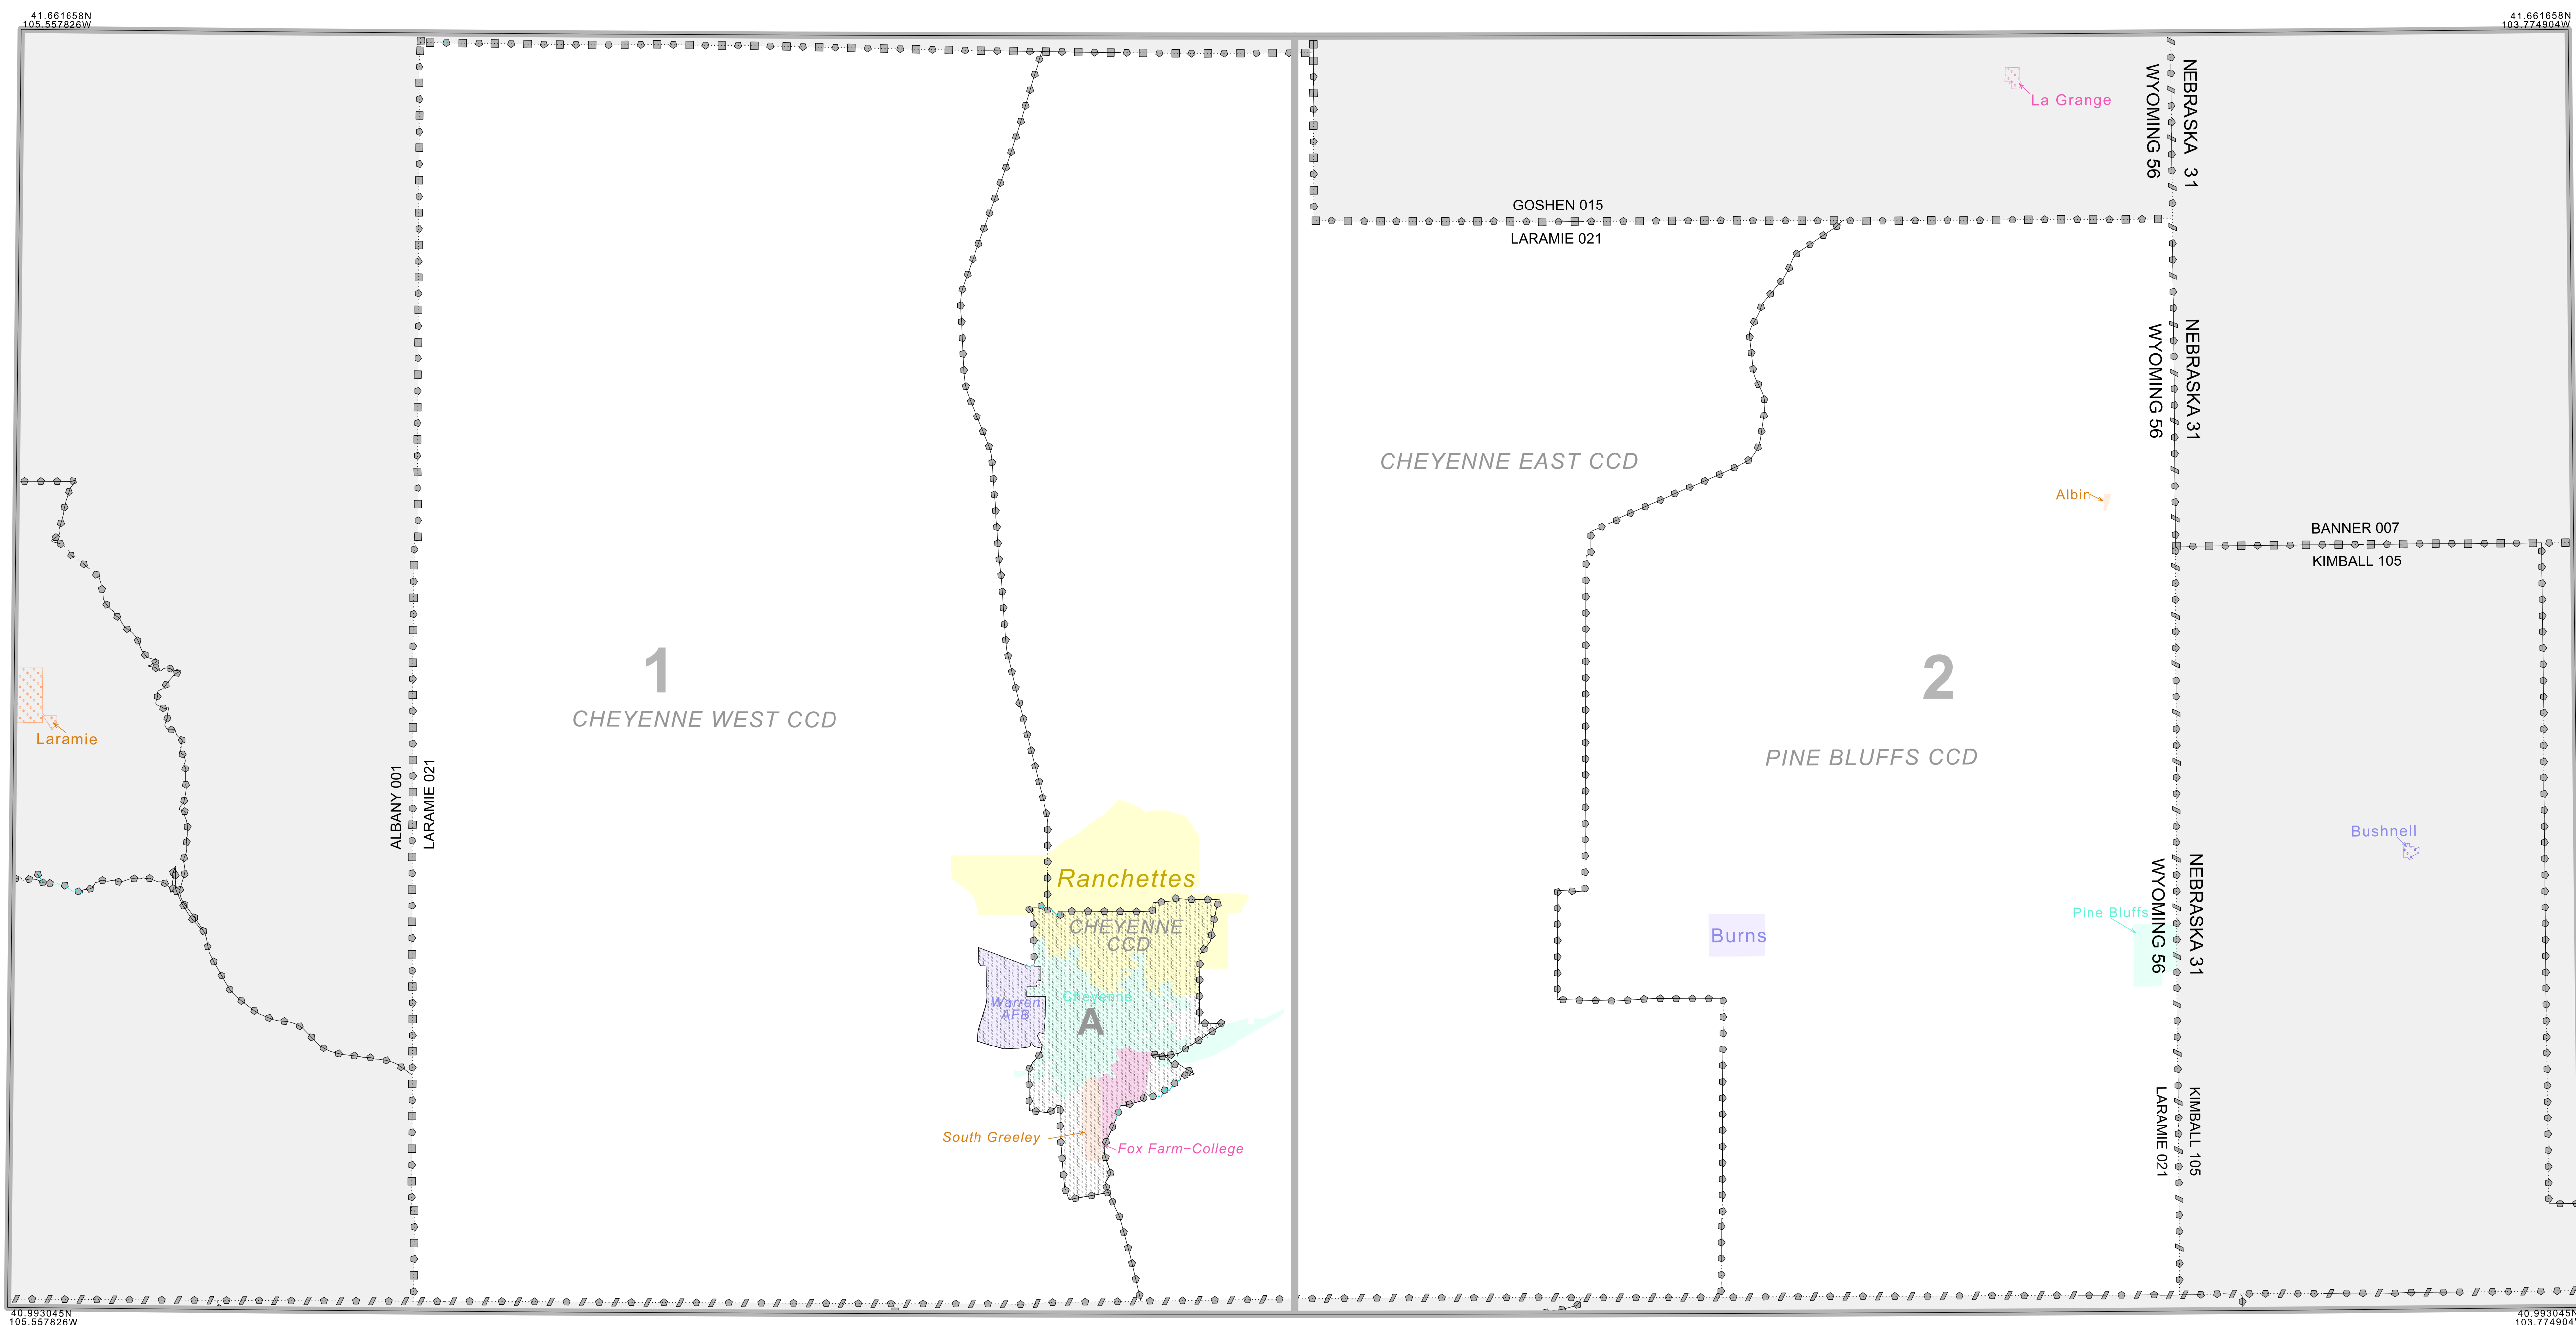 41.661658N
105.557826W
41.661658N
103.774904W
NEBRASKA 31
WYOMING 56
La Grange
GOSHEN 015
LARAMIE 021
NEBRASKA 31
WYOMING 56
CHEYENNE EAST CCD
Albin
BANNER 007
KIMBALL 105
1
CHEYENNE WEST CCD
2
PINE BLUFFS CCD
Laramie
ALBANY 001
LARAMIE 021
Bushnell
Ranchettes
CHEYENNE
CCD
Burns
Pine Bluffs
NEBRASKA 31
WYOMING 56
Warren
AFB
Cheyenne
A
South Greeley
Fox Farm-College
KIMBALL 105
LARAMIE 021
40.993045N
105.557826W
40.993045N
103.774904W